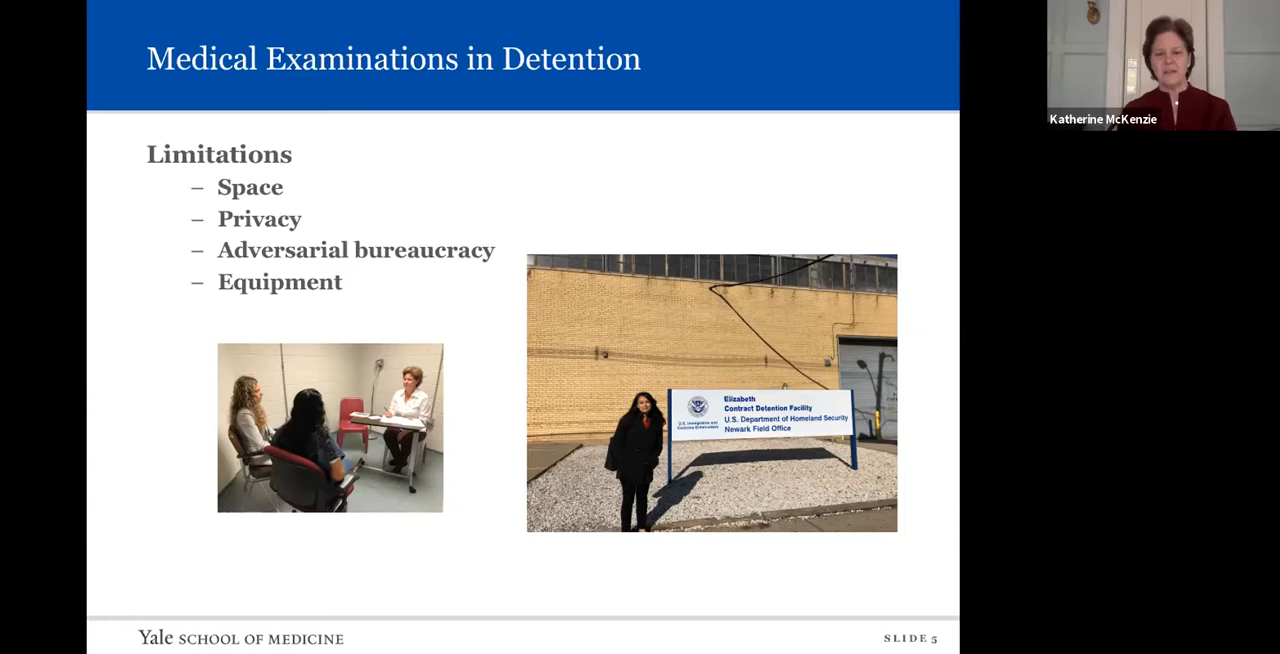 Medical Examinations in Detention
Katherine McKenzie
Limitations
– Space
– Privacy
– Adversarial bureaucracy
– Equipment
Elizabeth
Contract Detention Facility
U.S. Department of Homeland Security
Newark Field Office
U.S. Immigration and
Customs Enforcement
Yale SCHOOL OF MEDICINE
SLIDE 5